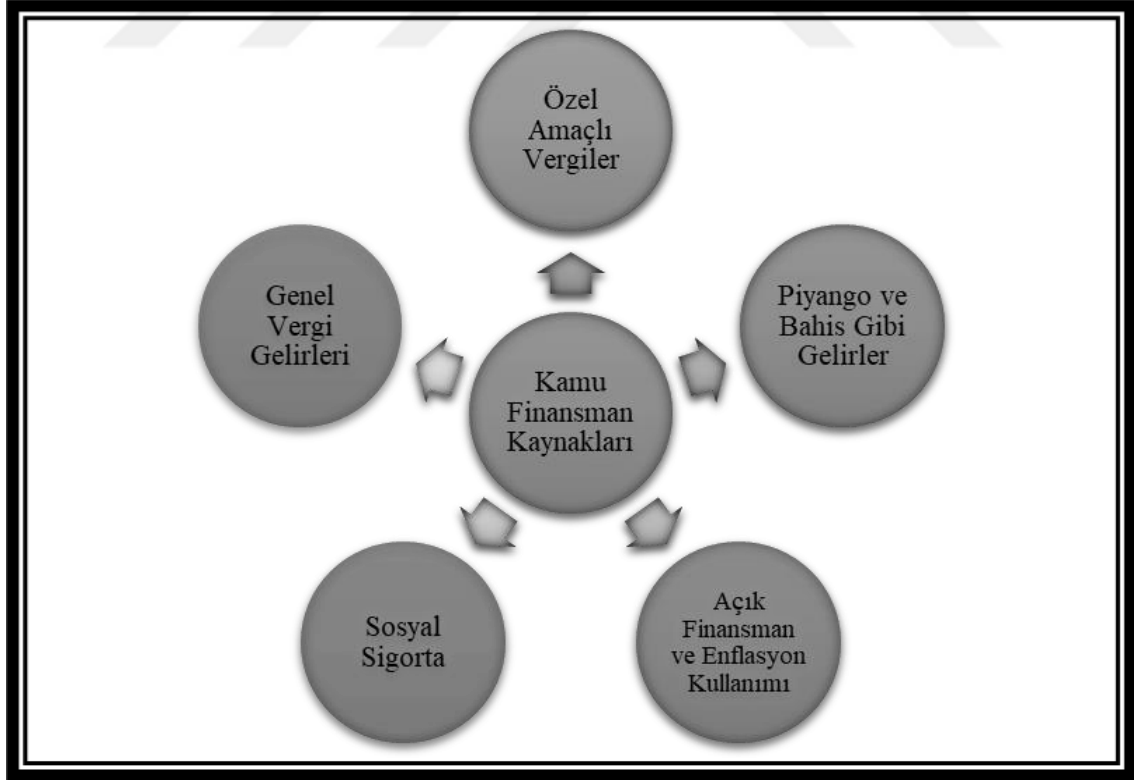 Özel
Amaçlı
Vergiler
Piyango ve
Bahis Gibi
Gelirler
Açık
Finansman
ve Enflasyon
Kullanımı
Sosyal
Sigorta
Genel
Vergi
Gelirleri
Kamu
Finansman
Kaynakları